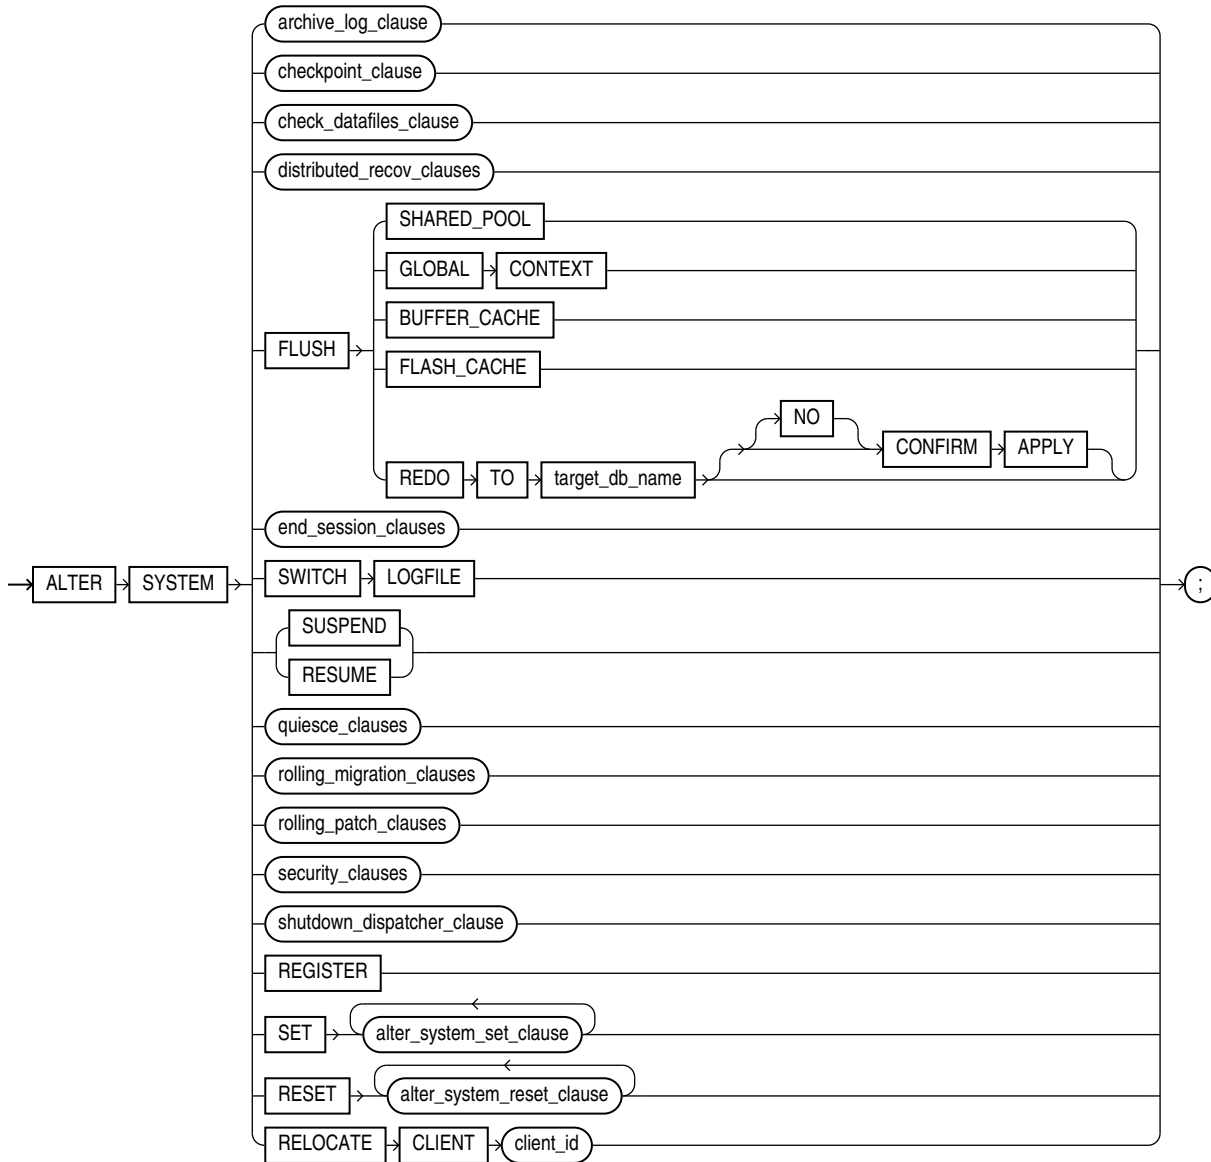 archive_log_clause
checkpoint_clause
check_datafiles_clause
distributed_recov_clauses
SHARED_POOL
GLOBAL CONTEXT
BUFFER_CACHE
FLUSH
FLASH_CACHE
NO
CONFIRM APPLY
REDO TO target_db_name
end_session_clauses
ALTER SYSTEM
SWITCH LOGFILE
;
SUSPEND
RESUME
quiesce_clauses
rolling_migration_clauses
rolling_patch_clauses
security_clauses
shutdown_dispatcher_clause
REGISTER
SET alter_system_set_clause
RESET alter_system_reset_clause
RELOCATE CLIENT client_id